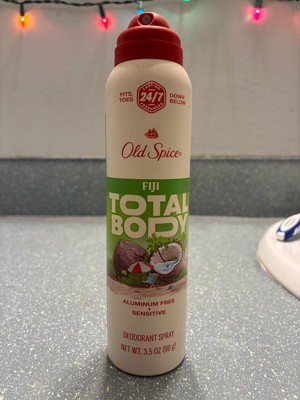 24/7
PITS,
TOES
DOWN
BELOW
Old Spice
FIJI
TOTAL
BODY
ALUMINUM FREE
+
SENSITIVE
DEODORANT SPRAY
NET WT. 3.5 OZ (99 g)